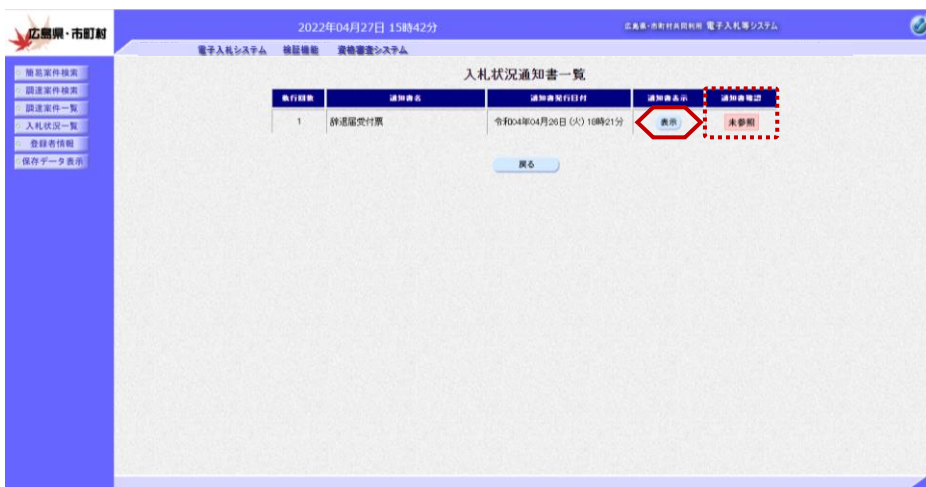 広島県・市町村
2022年04月27日 15時42分
広島県・市町村共同利用 電子入札等システム
電子入札システム 検証機能 資格審査システム
簡易案件検索
調達案件検索
調達案件一覧
入札状況一覧
登録者情報
保存データ表示
入札状況通知書一覧
執行回数 通知書名 通知書発行日付 通知書表示 通知書確認
1 辞退届受付票 令和04年04月26日(火) 18時21分 表示 未参照
戻る